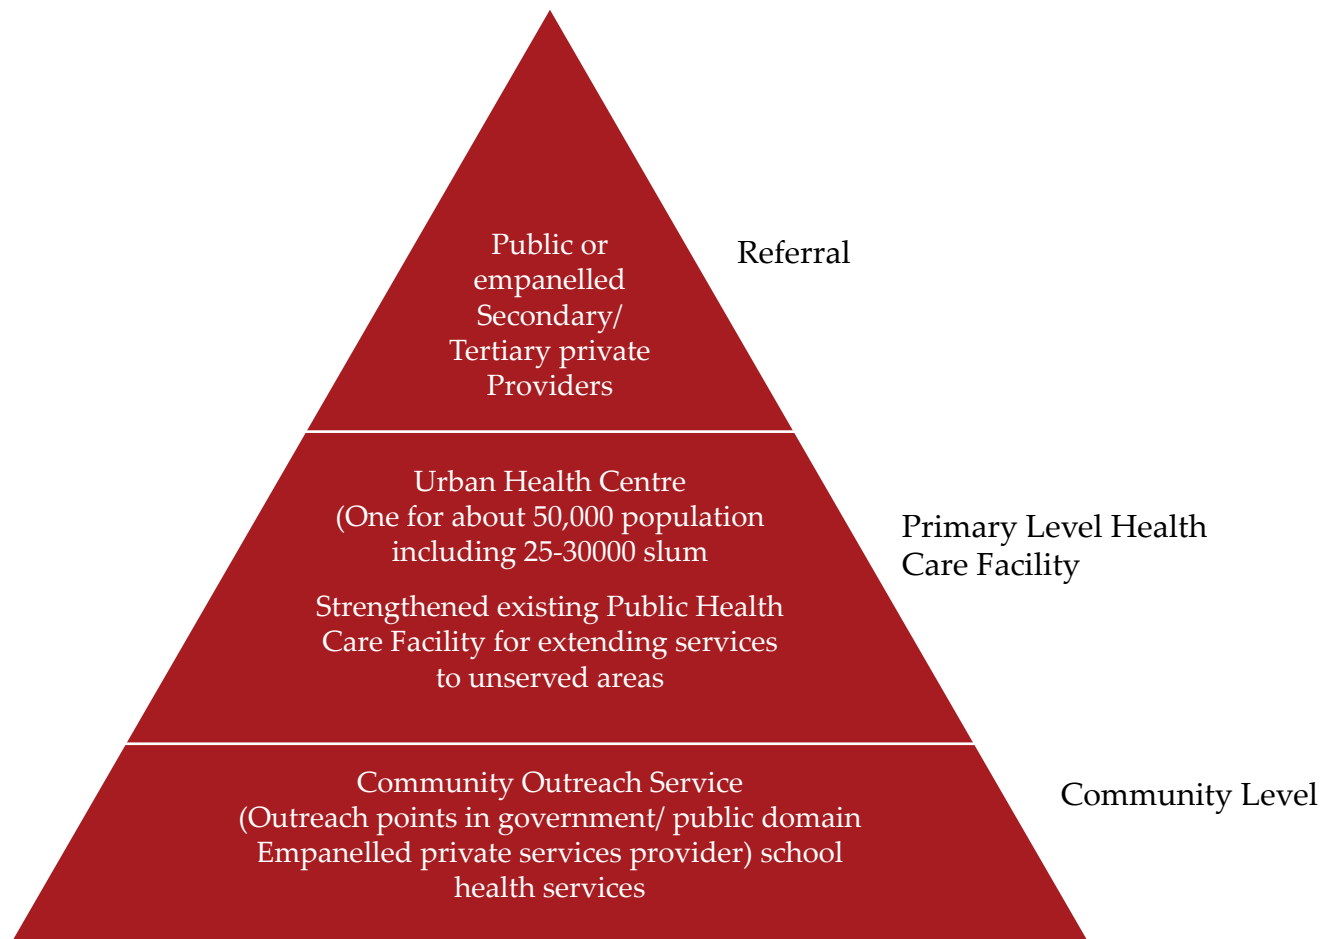 Public or
empanelled
Secondary/
Tertiary private
Providers
Referral
Urban Health Centre
(One for about 50,000 population
including 25-30000 slum
Strengthened existing Public Health
Care Facility for extending services
to unserved areas
Primary Level Health
Care Facility
Community Outreach Service
(Outreach points in government/ public domain
Empanelled private services provider) school
health services
Community Level